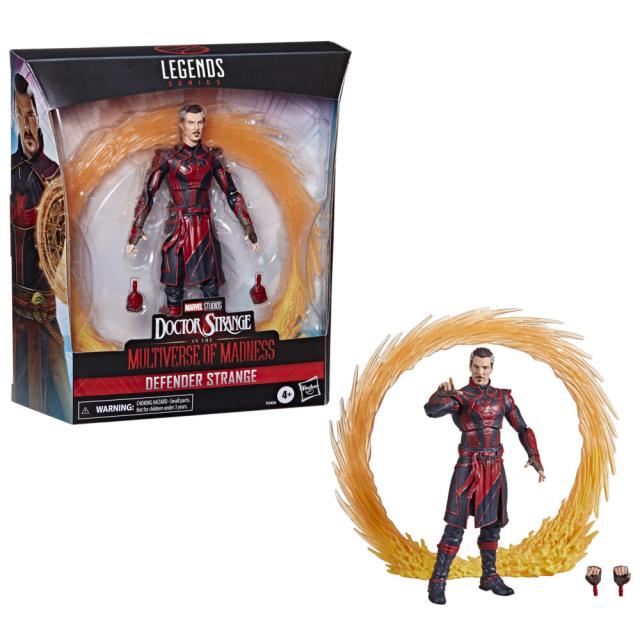 LEGENDS
SERIES
MARVEL STUDIOS
DOCTOR STRANGE
IN THE
MULTIVERSE OF MADNESS
DEFENDER STRANGE
WARNING:
CHOKING HAZARD–Small parts.
Not for children under 3 years.
4+
Hasbro